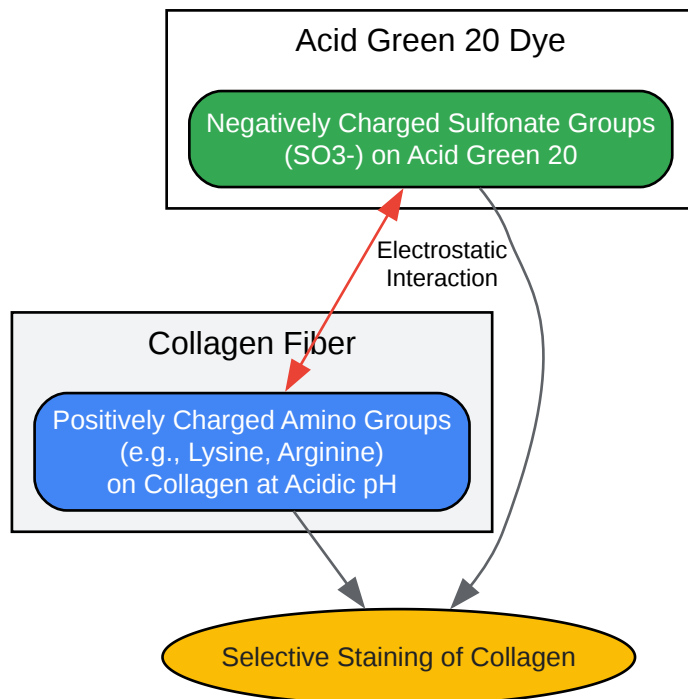 Acid Green 20 Dye
Negatively Charged Sulfonate Groups
(SO3-) on Acid Green 20
Electrostatic
Interaction
Collagen Fiber
Positively Charged Amino Groups
(e.g., Lysine, Arginine)
on Collagen at Acidic pH
Selective Staining of Collagen